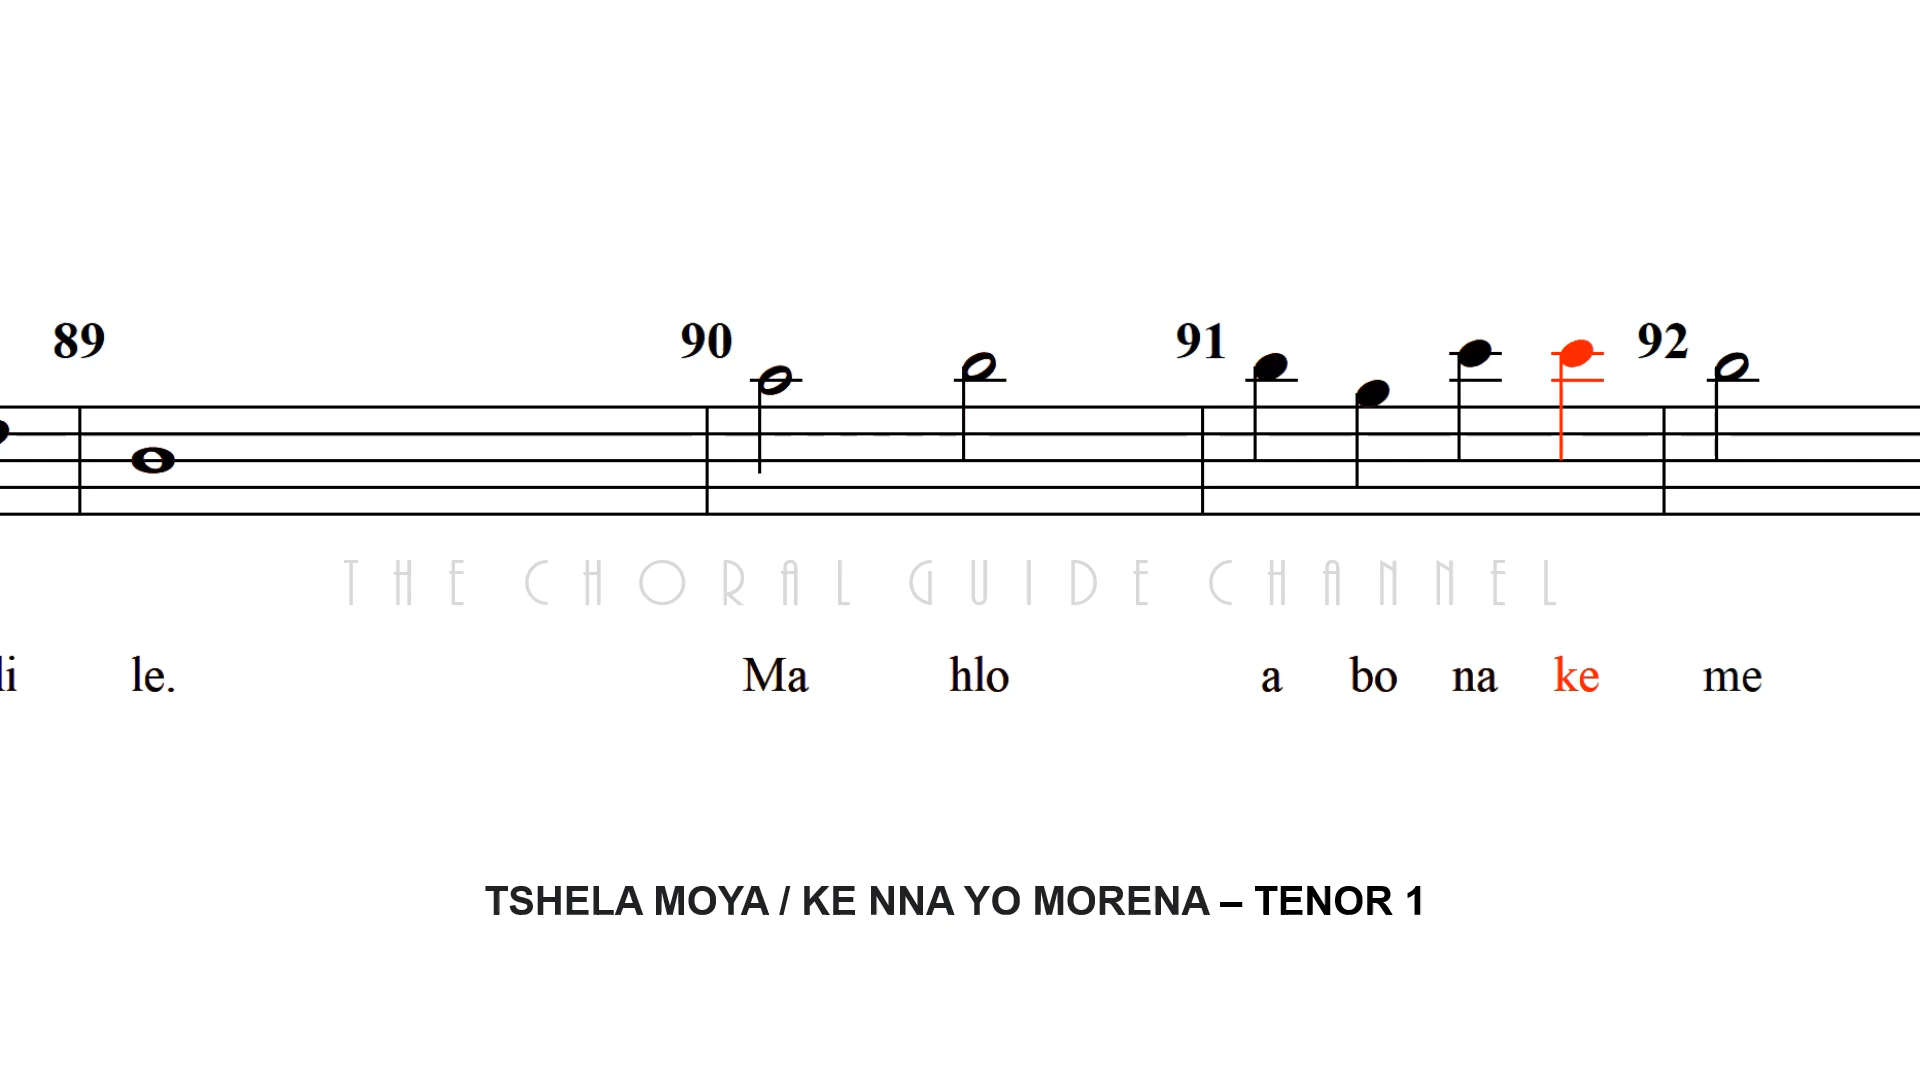 89 90 91 92
THE CHORAL GUIDE CHANNEL
le. Ma hlo a bo na ke me
TSHELA MOYA / KE NNA YO MORENA – TENOR 1